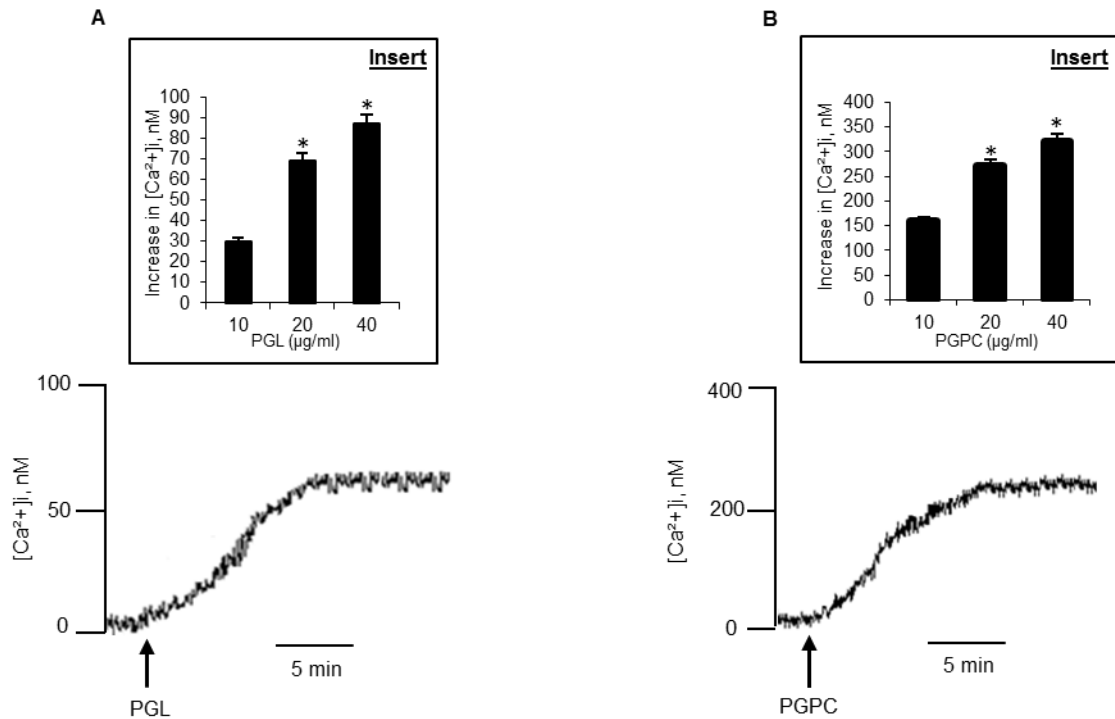 A
Insert
Increase in [Ca²+]i, nM
100
90
80
70
60
50
40
30
20
10
0
*
*
10 20 40
PGL (µg/ml)
[Ca²+]i, nM
100
50
0
5 min
PGL
B
Insert
Increase in [Ca²+]i, nM
400
350
300
250
200
150
100
50
0
*
*
10 20 40
PGPC (µg/ml)
[Ca²+]i, nM
400
200
0
5 min
PGPC